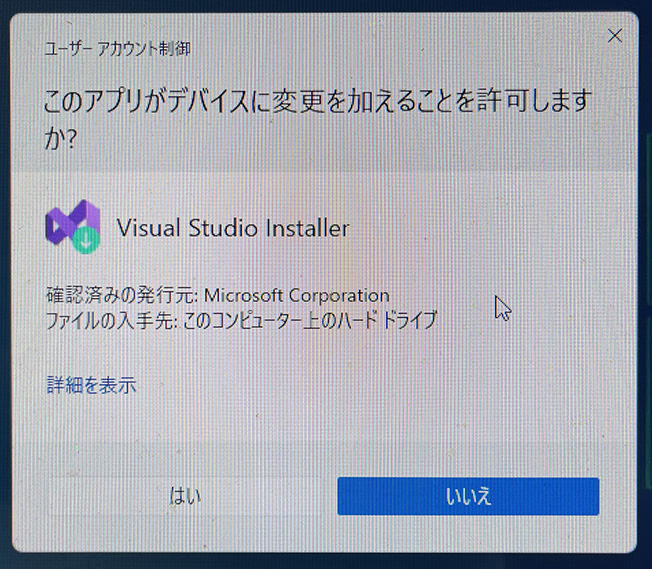 ユーザー アカウント制御
このアプリがデバイスに変更を加えることを許可します
か?
Visual Studio Installer
確認済みの発行元: Microsoft Corporation
ファイルの入手先: このコンピューター上のハード ドライブ
詳細を表示
はい
いいえ